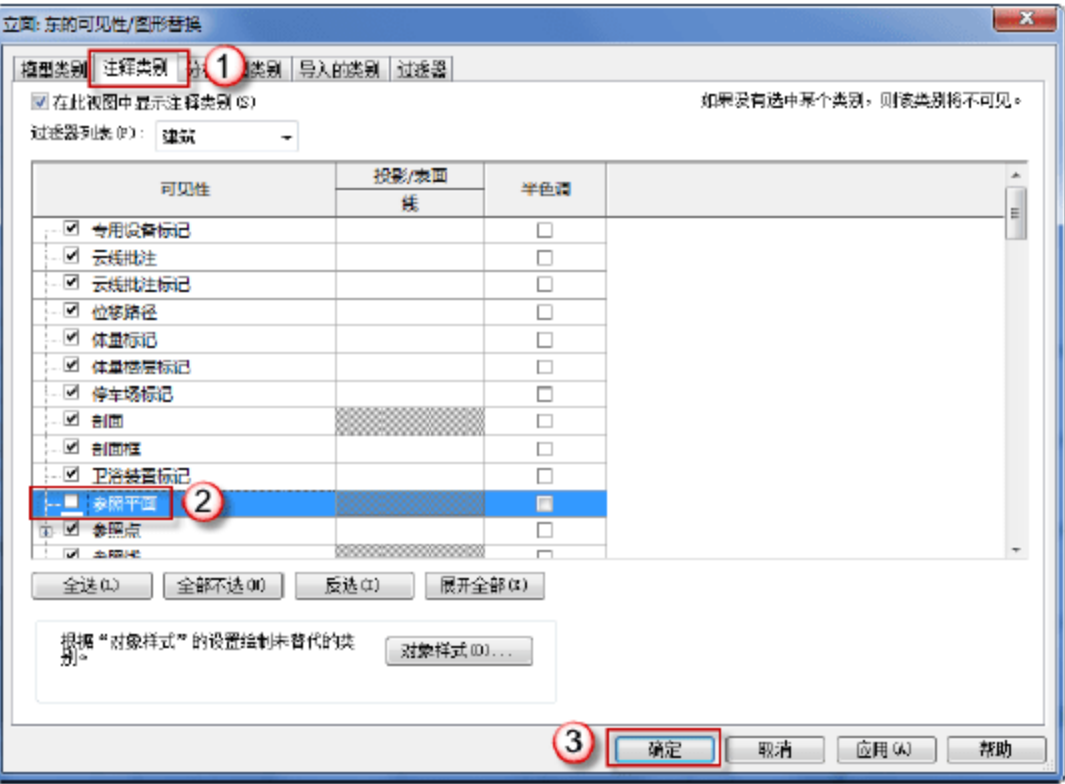 立面: 东的可见性/图形替换
模型类别 注释类别 分析模型类别 导入的类别 过滤器
1
在此视图中显示注释类别(S)
如果没有选中某个类别，则该类别将不可见。
过滤器列表(F)： 建筑
可见性 投影/表面 半色调
线
专用设备标记
云线批注
云线批注标记
位移路径
体量标记
体量楼层标记
停车场标记
剖面
剖面框
卫浴装置标记
参照平面 2
参照点
参照线
全选(L) 全部不选(N) 反选(I) 展开全部(X)
根据“对象样式”的设置绘制未替代的类
别。
对象样式(O)...
3 确定 取消 应用(A) 帮助